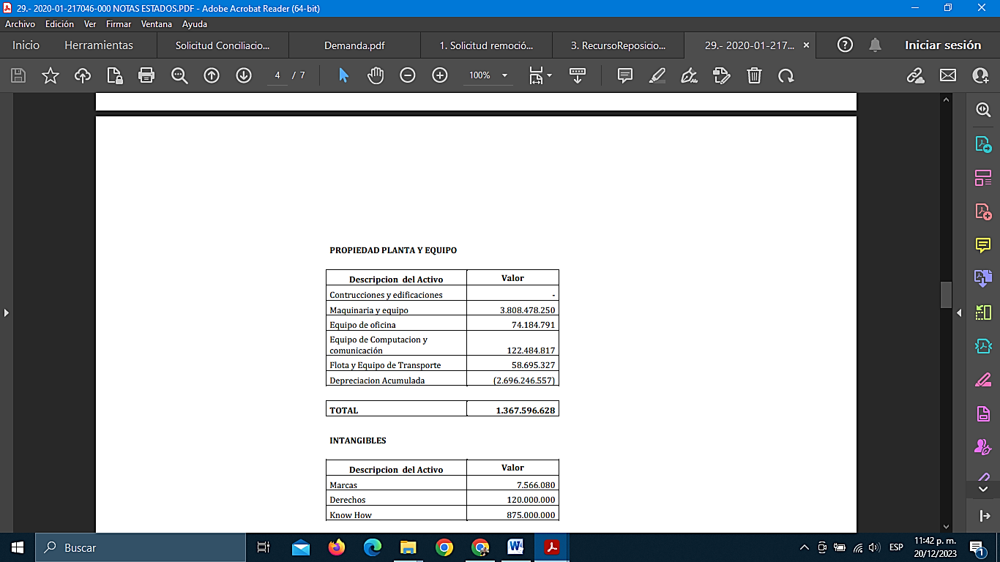 29.- 2020-01-217046-000 NOTAS ESTADOS.PDF - Adobe Acrobat Reader (64-bit)
Archivo Edición Ver Firmar Ventana Ayuda
Inicio Herramientas Solicitud Conciliacio... Demanda.pdf 1. Solicitud remoció... 3. RecursoReposicio... 29.- 2020-01-217... Iniciar sesión
4 / 7 100%
PROPIEDAD PLANTA Y EQUIPO
Descripcion del Activo Valor
Contrucciones y edificaciones -
Maquinaria y equipo 3.808.478.250
Equipo de oficina 74.184.791
Equipo de Computacion y
comunicación 122.484.817
Flota y Equipo de Transporte 58.695.327
Depreciacion Acumulada (2.696.246.557)
TOTAL 1.367.596.628
INTANGIBLES
Descripcion del Activo Valor
Marcas 7.566.080
Derechos 120.000.000
Know How 875.000.000
Buscar
ESP
11:42 p. m.
20/12/2023
1